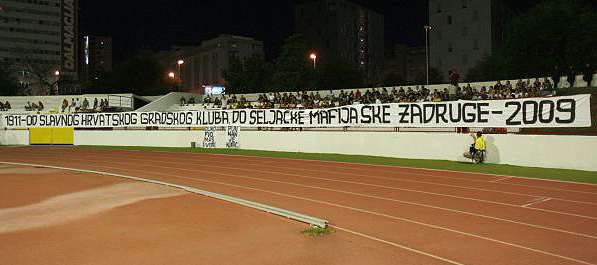 1911-OD SLAVNOG HRVATSKOG GRADSKOG KLUBA DO SELJAČKE MAFIJAŠKE ZADRUGE-2009